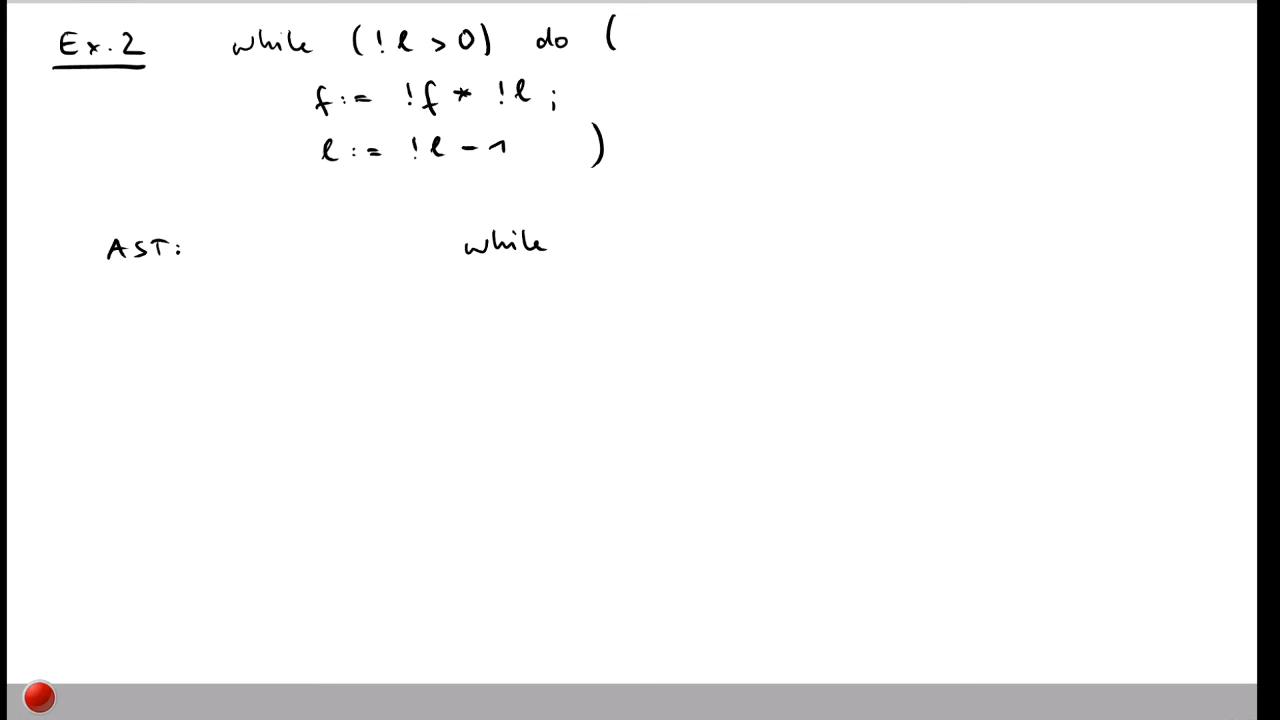 Ex. 2 while (!l > 0) do (
f := !f * !l ;
l := !l - 1 )
AST: while